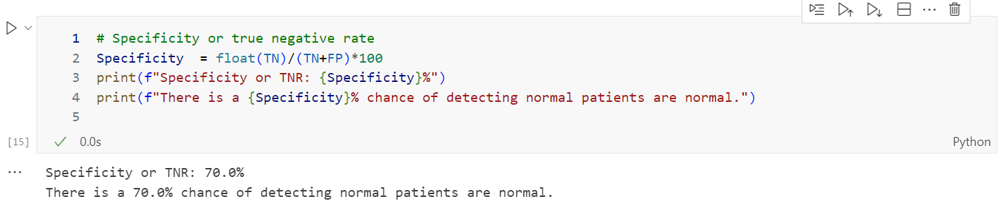 1 # Specificity or true negative rate
2 Specificity  = float(TN)/(TN+FP)*100
3 print(f"Specificity or TNR: {Specificity}%")
4 print(f"There is a {Specificity}% chance of detecting normal patients are normal.")
5
[15] 0.0s Python
Specificity or TNR: 70.0%
There is a 70.0% chance of detecting normal patients are normal.